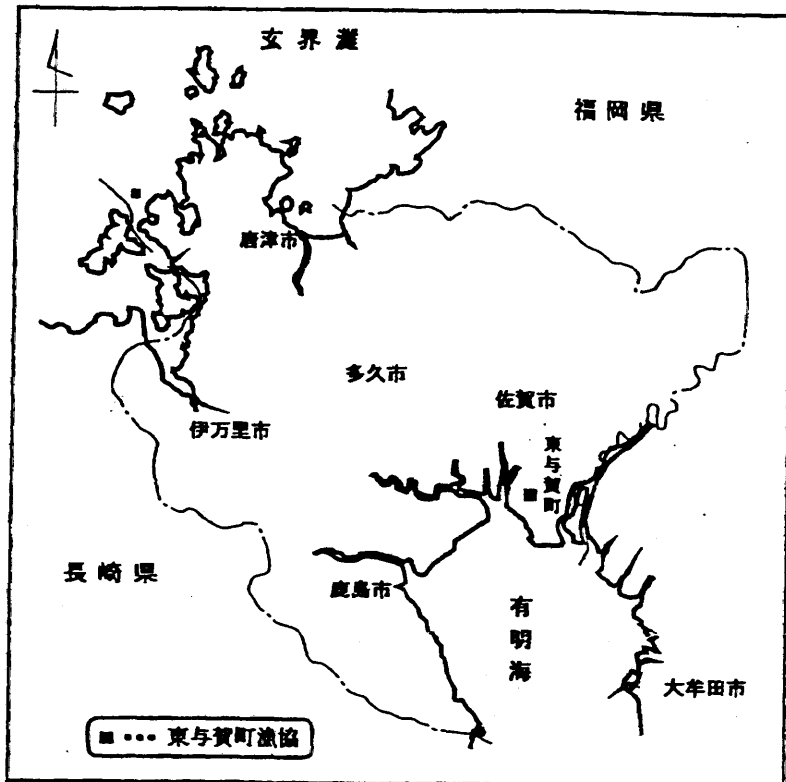 玄界灘
福岡県
唐津市
多久市
佐賀市
伊万里市
東与賀町
長崎県
鹿島市
有明海
大牟田市
■ ･･･ 東与賀町漁協